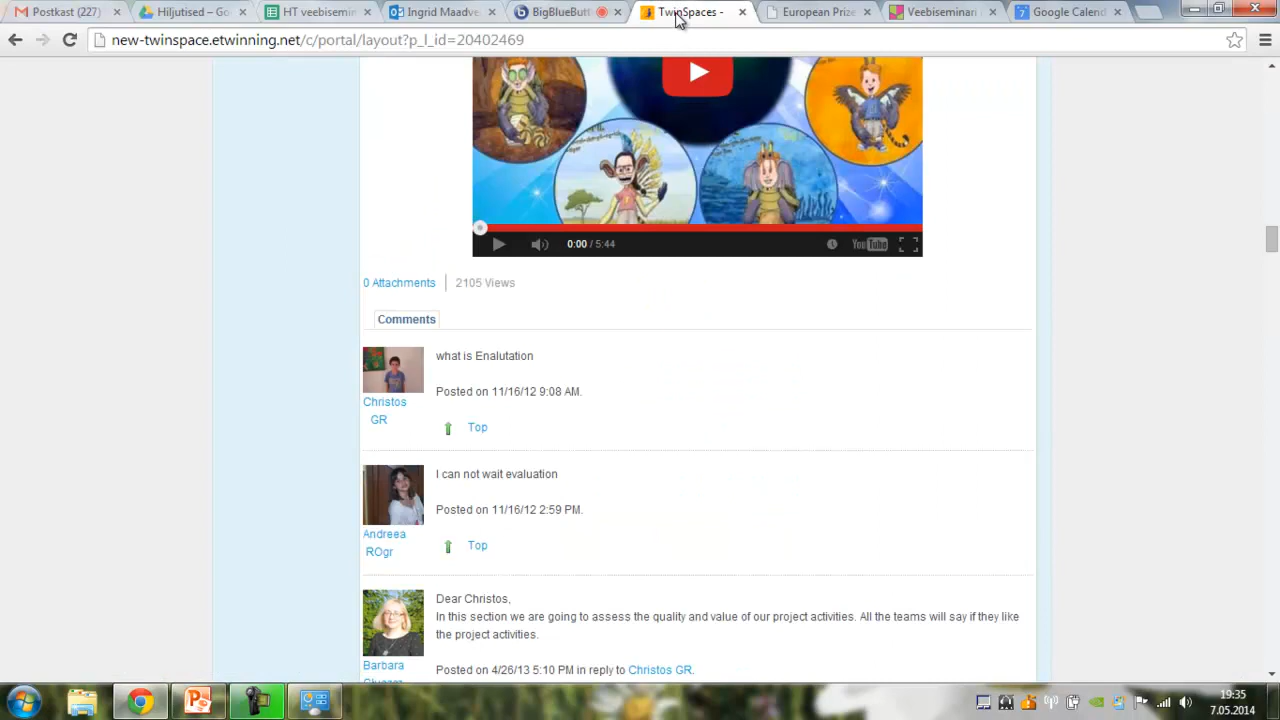 Postkast (227)
Hiljutised – Go
HT veebisemin
Ingrid Maadve
BigBlueButt
TwinSpaces -
European Prize
Veebiseminari
Google Calend
new-twinspace.etwinning.net/c/portal/layout?p_l_id=20402469
0:00 / 5:44
YouTube
0 Attachments
2105 Views
Comments
what is Enalutation
Posted on 11/16/12 9:08 AM.
Christos
GR
Top
I can not wait evaluation
Posted on 11/16/12 2:59 PM.
Andreea
ROgr
Top
Dear Christos,
In this section we are going to assess the quality and value of our project activities. All the teams will say if they like
the project activities.
Posted on 4/26/13 5:10 PM in reply to Christos GR.
Barbara
19:35
7.05.2014